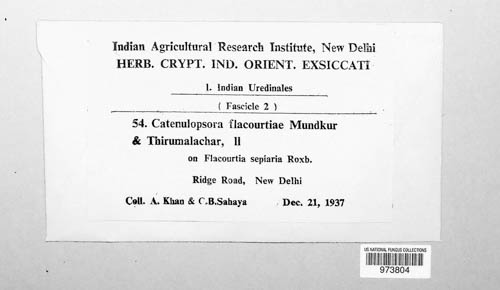 Indian Agricultural Research Institute, New Delhi
HERB. CRYPT. IND. ORIENT. EXSICCATI
1. Indian Uredinales
( Fascicle 2 )
54. Catenulopsora flacourtiae Mundkur
& Thirumalachar, ll
on Flacourtia sepiaria Roxb.
Ridge Road, New Delhi
Coll. A. Khan & C.B.Sahaya Dec. 21, 1937
US NATIONAL FUNGUS COLLECTIONS
973804